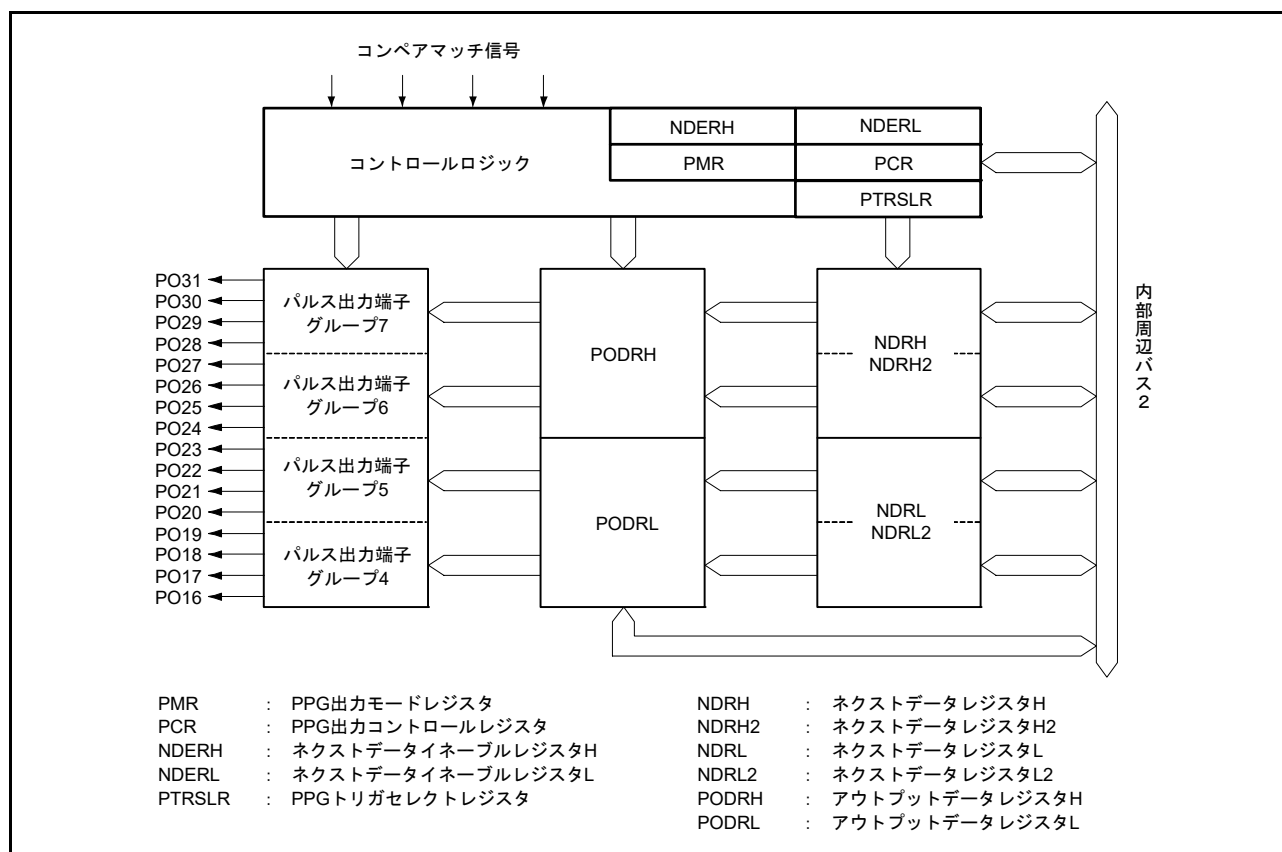 コンペアマッチ信号
コントロールロジック
NDERH
NDERL
PMR
PCR
PTRSLR
PO31
PO30
PO29
PO28
PO27
PO26
PO25
PO24
PO23
PO22
PO21
PO20
PO19
PO18
PO17
PO16
パルス出力端子
グループ7
パルス出力端子
グループ6
パルス出力端子
グループ5
パルス出力端子
グループ4
PODRH
PODRL
NDRH
NDRH2
NDRL
NDRL2
内部周辺バス2
PMR : PPG出力モードレジスタ
PCR : PPG出力コントロールレジスタ
NDERH : ネクストデータイネーブルレジスタH
NDERL : ネクストデータイネーブルレジスタL
PTRSLR : PPGトリガセレクトレジスタ
NDRH : ネクストデータレジスタH
NDRH2 : ネクストデータレジスタH2
NDRL : ネクストデータレジスタL
NDRL2 : ネクストデータレジスタL2
PODRH : アウトプットデータレジスタH
PODRL : アウトプットデータレジスタL